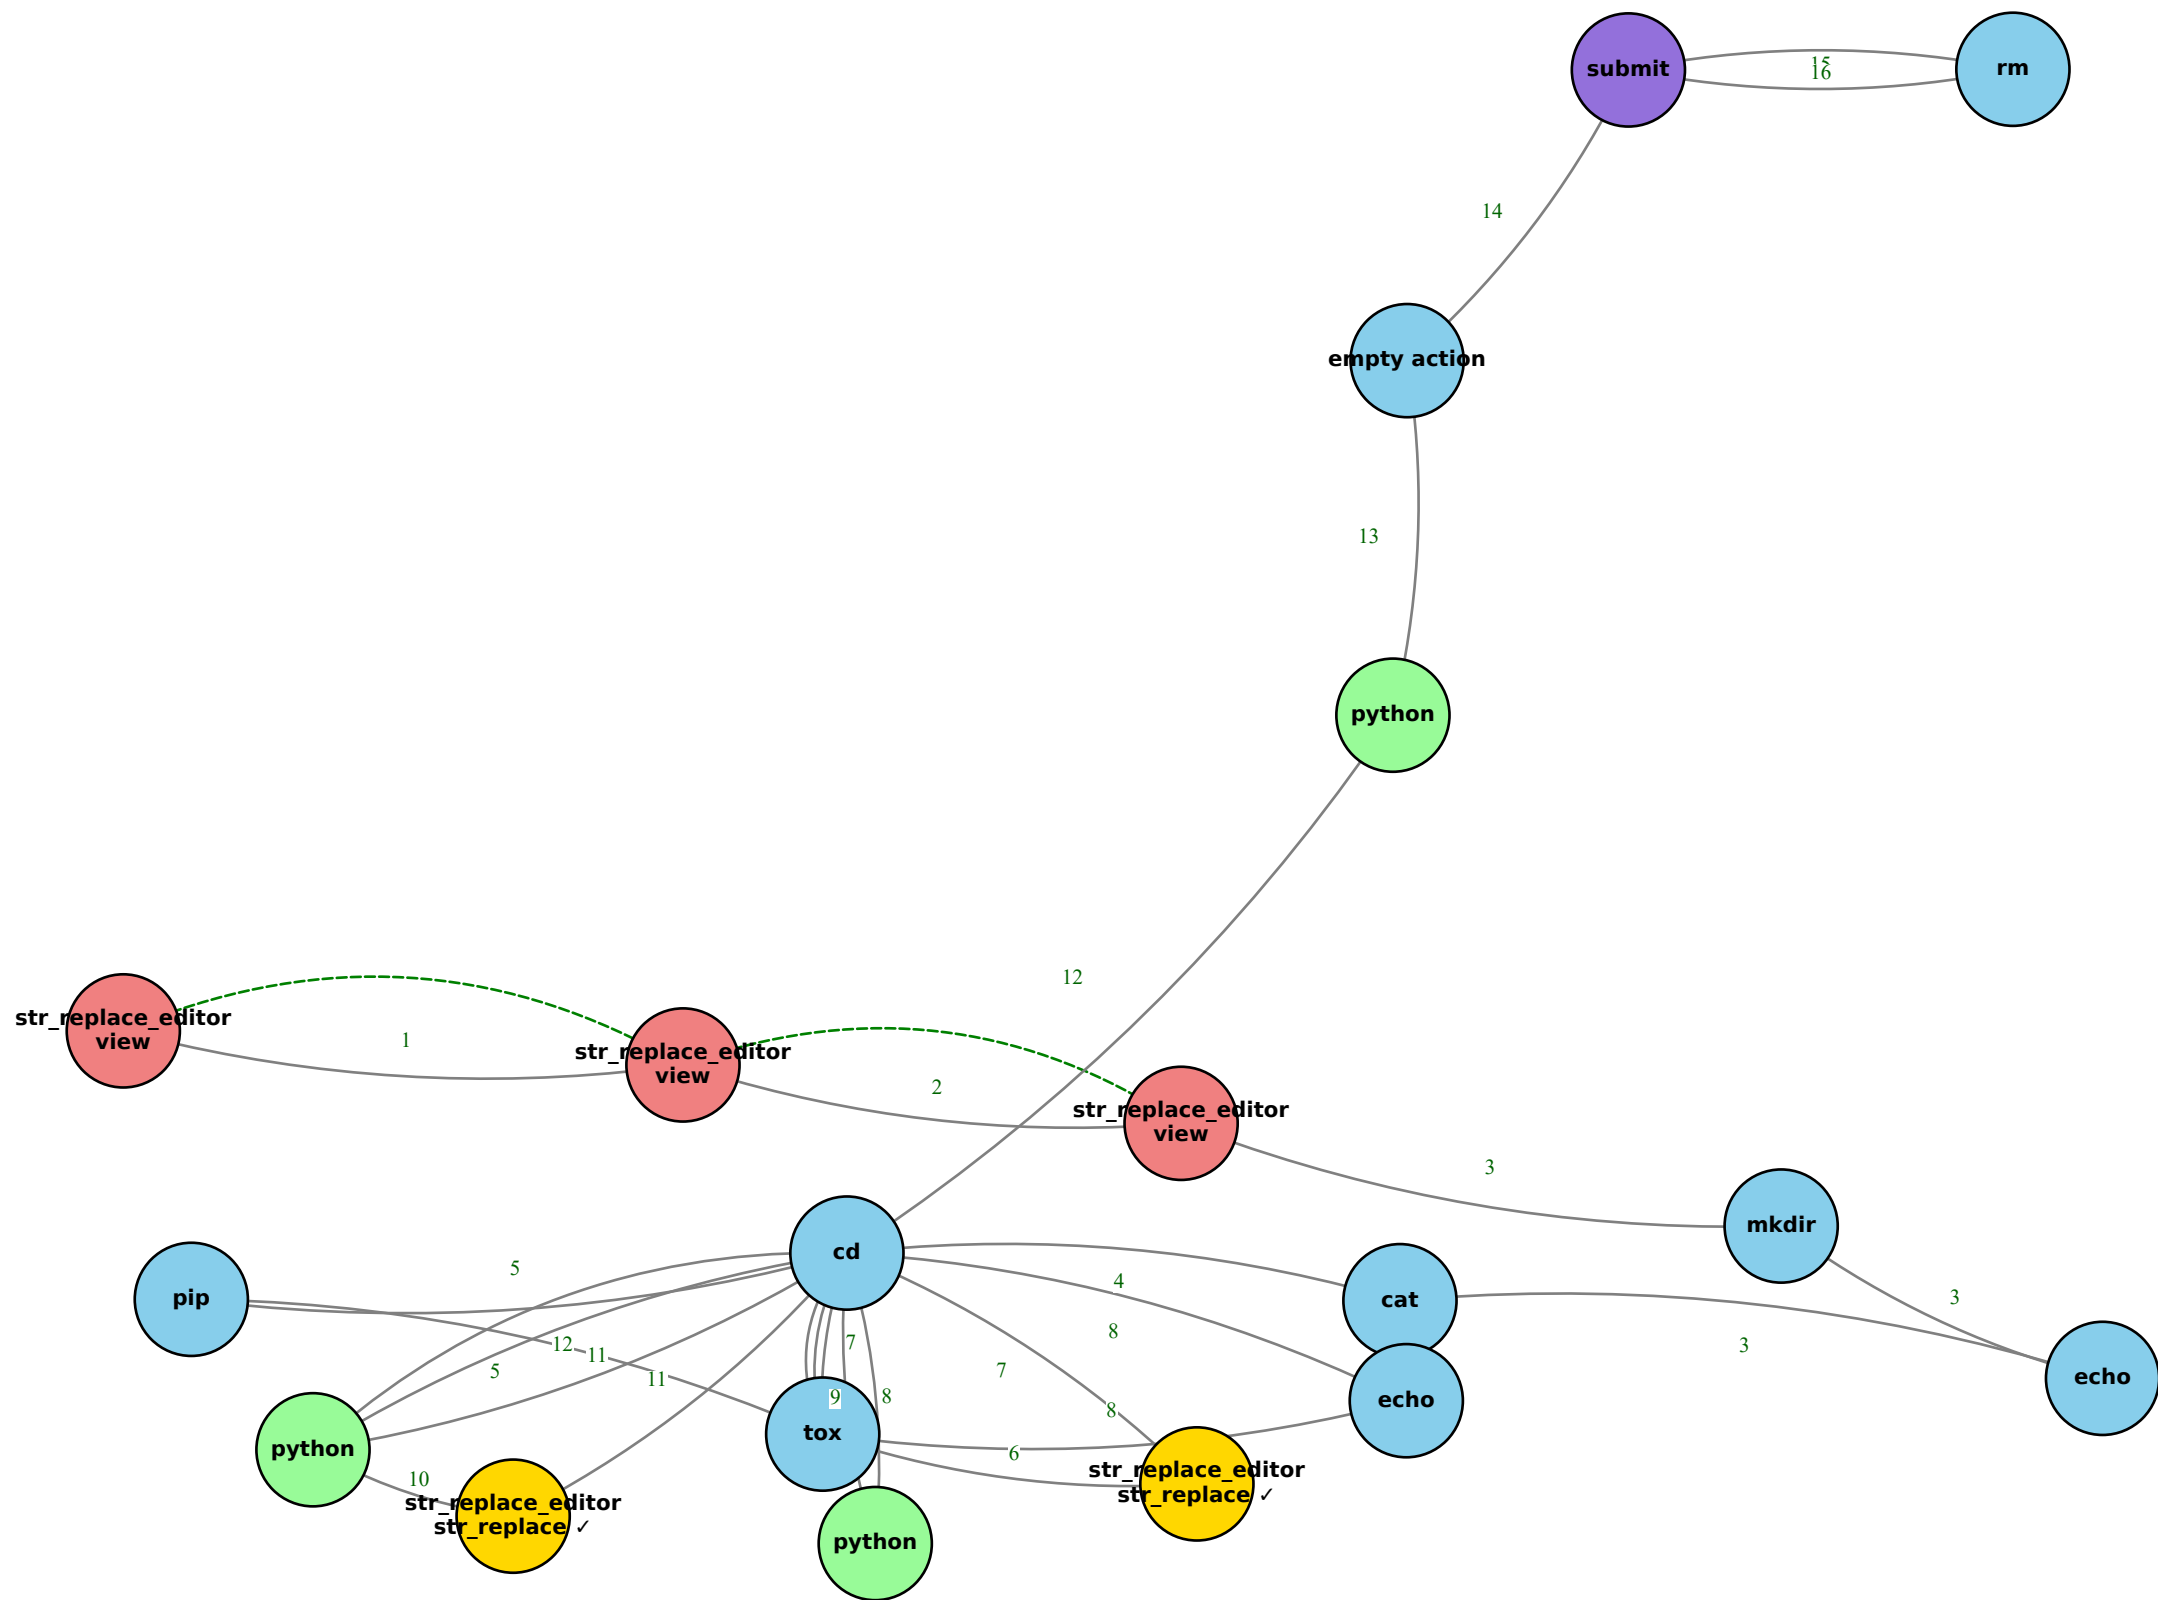 submit
15
16
rm
14
empty action
13
python
12
str_replace_editor
view
1
str_replace_editor
view
2
str_replace_editor
view
3
mkdir
3
cd
5
pip
4
cat
3
echo
12
11
5
11
7
8
7
9
8
8
echo
tox
6
python
10
str_replace_editor
str_replace ✓
str_replace_editor
str_replace ✓
python